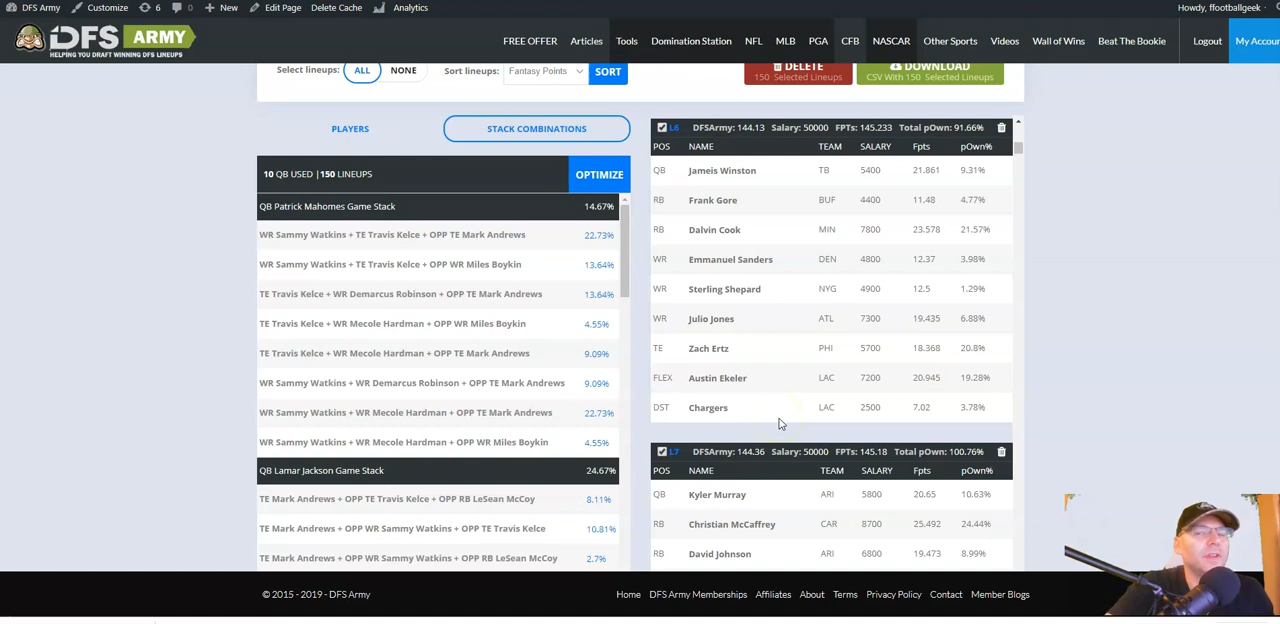 DFS Army Customize 6 0 New Edit Page Delete Cache Analytics Howdy, ffootballgeek
DFS ARMY
HELPING YOU DRAFT WINNING DFS LINEUPS
FREE OFFER Articles Tools Domination Station NFL MLB PGA CFB NASCAR Other Sports Videos Wall of Wins Beat The Bookie Logout My Accou
Select lineups: ALL NONE Sort lineups: Fantasy Points SORT
DELETE
150 Selected Lineups
DOWNLOAD
CSV With 150 Selected Lineups
PLAYERS STACK COMBINATIONS
10 QB USED |150 LINEUPS OPTIMIZE
QB Patrick Mahomes Game Stack 14.67%
WR Sammy Watkins + TE Travis Kelce + OPP TE Mark Andrews 22.73%
WR Sammy Watkins + TE Travis Kelce + OPP WR Miles Boykin 13.64%
TE Travis Kelce + WR Demarcus Robinson + OPP TE Mark Andrews 13.64%
TE Travis Kelce + WR Mecole Hardman + OPP WR Miles Boykin 4.55%
TE Travis Kelce + WR Mecole Hardman + OPP TE Mark Andrews 9.09%
WR Sammy Watkins + WR Demarcus Robinson + OPP TE Mark Andrews 9.09%
WR Sammy Watkins + WR Mecole Hardman + OPP TE Mark Andrews 22.73%
WR Sammy Watkins + WR Mecole Hardman + OPP WR Miles Boykin 4.55%
QB Lamar Jackson Game Stack 24.67%
TE Mark Andrews + OPP TE Travis Kelce + OPP RB LeSean McCoy 8.11%
TE Mark Andrews + OPP WR Sammy Watkins + OPP TE Travis Kelce 10.81%
TE Mark Andrews + OPP WR Sammy Watkins + OPP RB LeSean McCoy 2.7%
L6 DFSArmy: 144.13 Salary: 50000 FPTs: 145.233 Total pOwn: 91.66%
POS NAME TEAM SALARY Fpts pOwn%
QB Jameis Winston TB 5400 21.861 9.31%
RB Frank Gore BUF 4400 11.48 4.77%
RB Dalvin Cook MIN 7800 23.578 21.57%
WR Emmanuel Sanders DEN 4800 12.37 3.98%
WR Sterling Shepard NYG 4900 12.5 1.29%
WR Julio Jones ATL 7300 19.435 6.88%
TE Zach Ertz PHI 5700 18.368 20.8%
FLEX Austin Ekeler LAC 7200 20.945 19.28%
DST Chargers LAC 2500 7.02 3.78%
L7 DFSArmy: 144.36 Salary: 50000 FPTs: 145.18 Total pOwn: 100.76%
POS NAME TEAM SALARY Fpts pOwn%
QB Kyler Murray ARI 5800 20.65 10.63%
RB Christian McCaffrey CAR 8700 25.492 24.44%
RB David Johnson ARI 6800 19.473 8.99%
© 2015 - 2019 - DFS Army Home DFS Army Memberships Affiliates About Terms Privacy Policy Contact Member Blogs